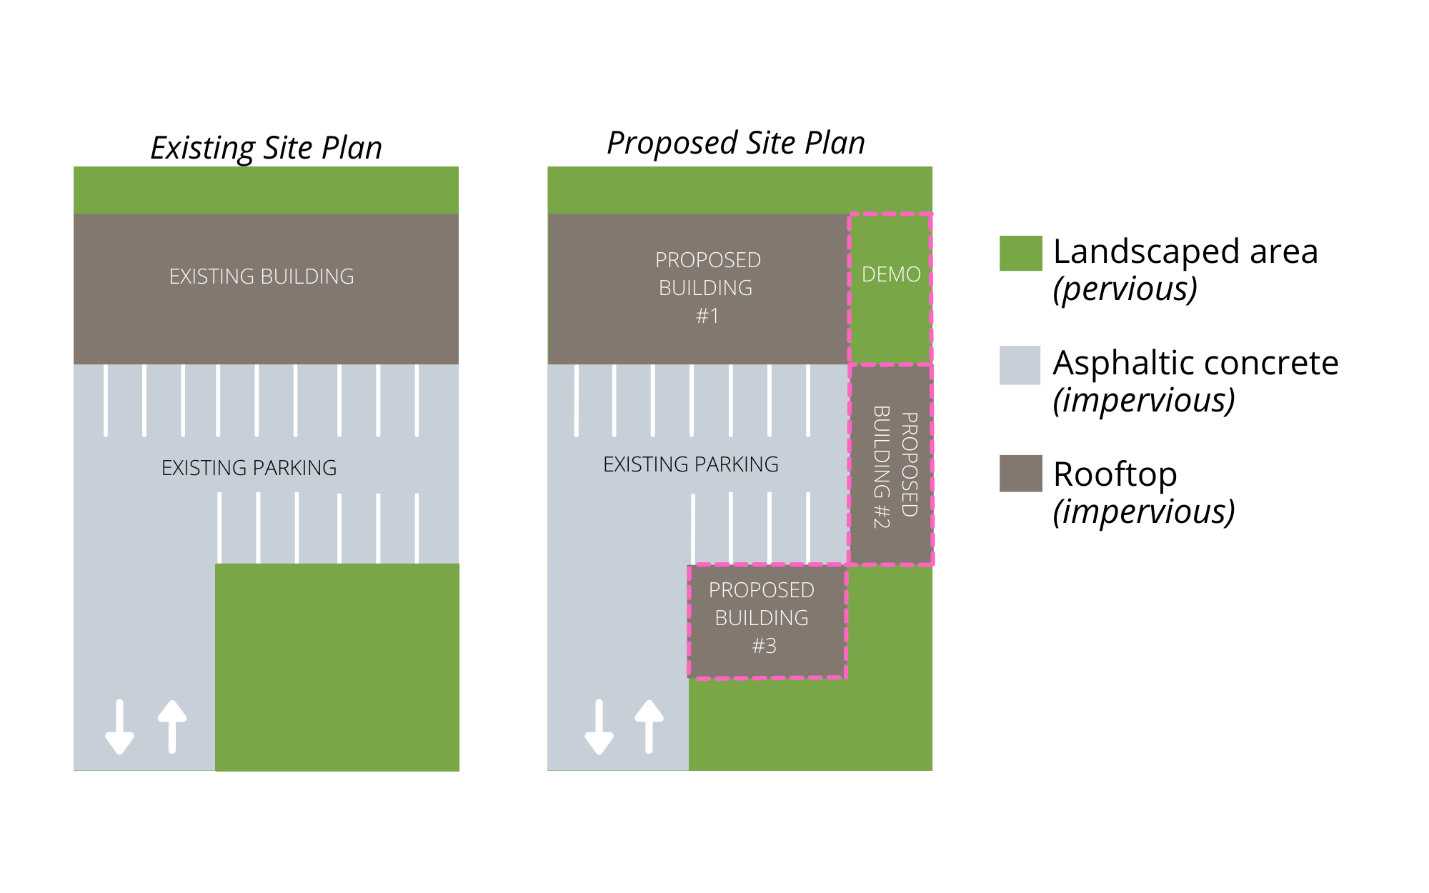 Existing Site Plan
EXISTING BUILDING
EXISTING PARKING
Proposed Site Plan
PROPOSED
BUILDING
#1
DEMO
EXISTING PARKING
PROPOSED
BUILDING #2
PROPOSED
BUILDING
#3
Landscaped area
(pervious)
Asphaltic concrete
(impervious)
Rooftop
(impervious)